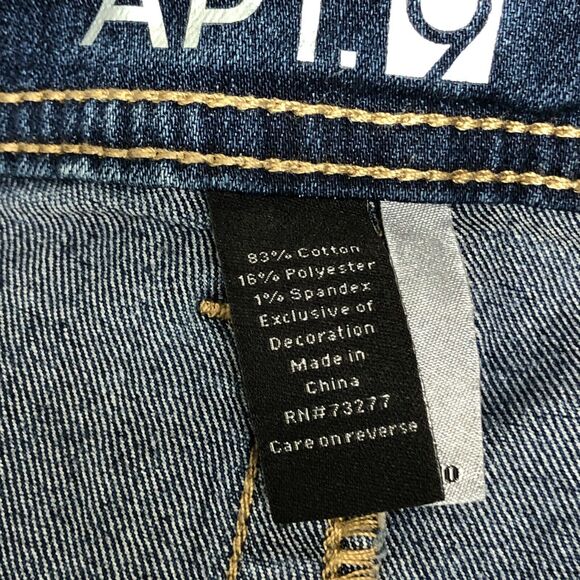 APT.9
83% Cotton
16% Polyester
1% Spandex
Exclusive of
Decoration
Made in
China
RN#73277
Care on reverse
0